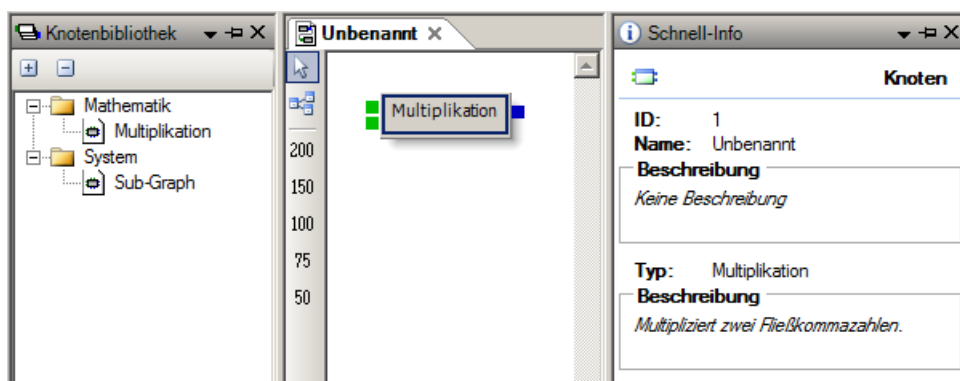 Knotenbibliothek
Mathematik
Multiplikation
System
Sub-Graph
Unbenannt
200
150
100
75
50
Multiplikation
Schnell-Info
Knoten
ID: 1
Name: Unbenannt
Beschreibung
Keine Beschreibung
Typ: Multiplikation
Beschreibung
Multipliziert zwei Fließkommazahlen.